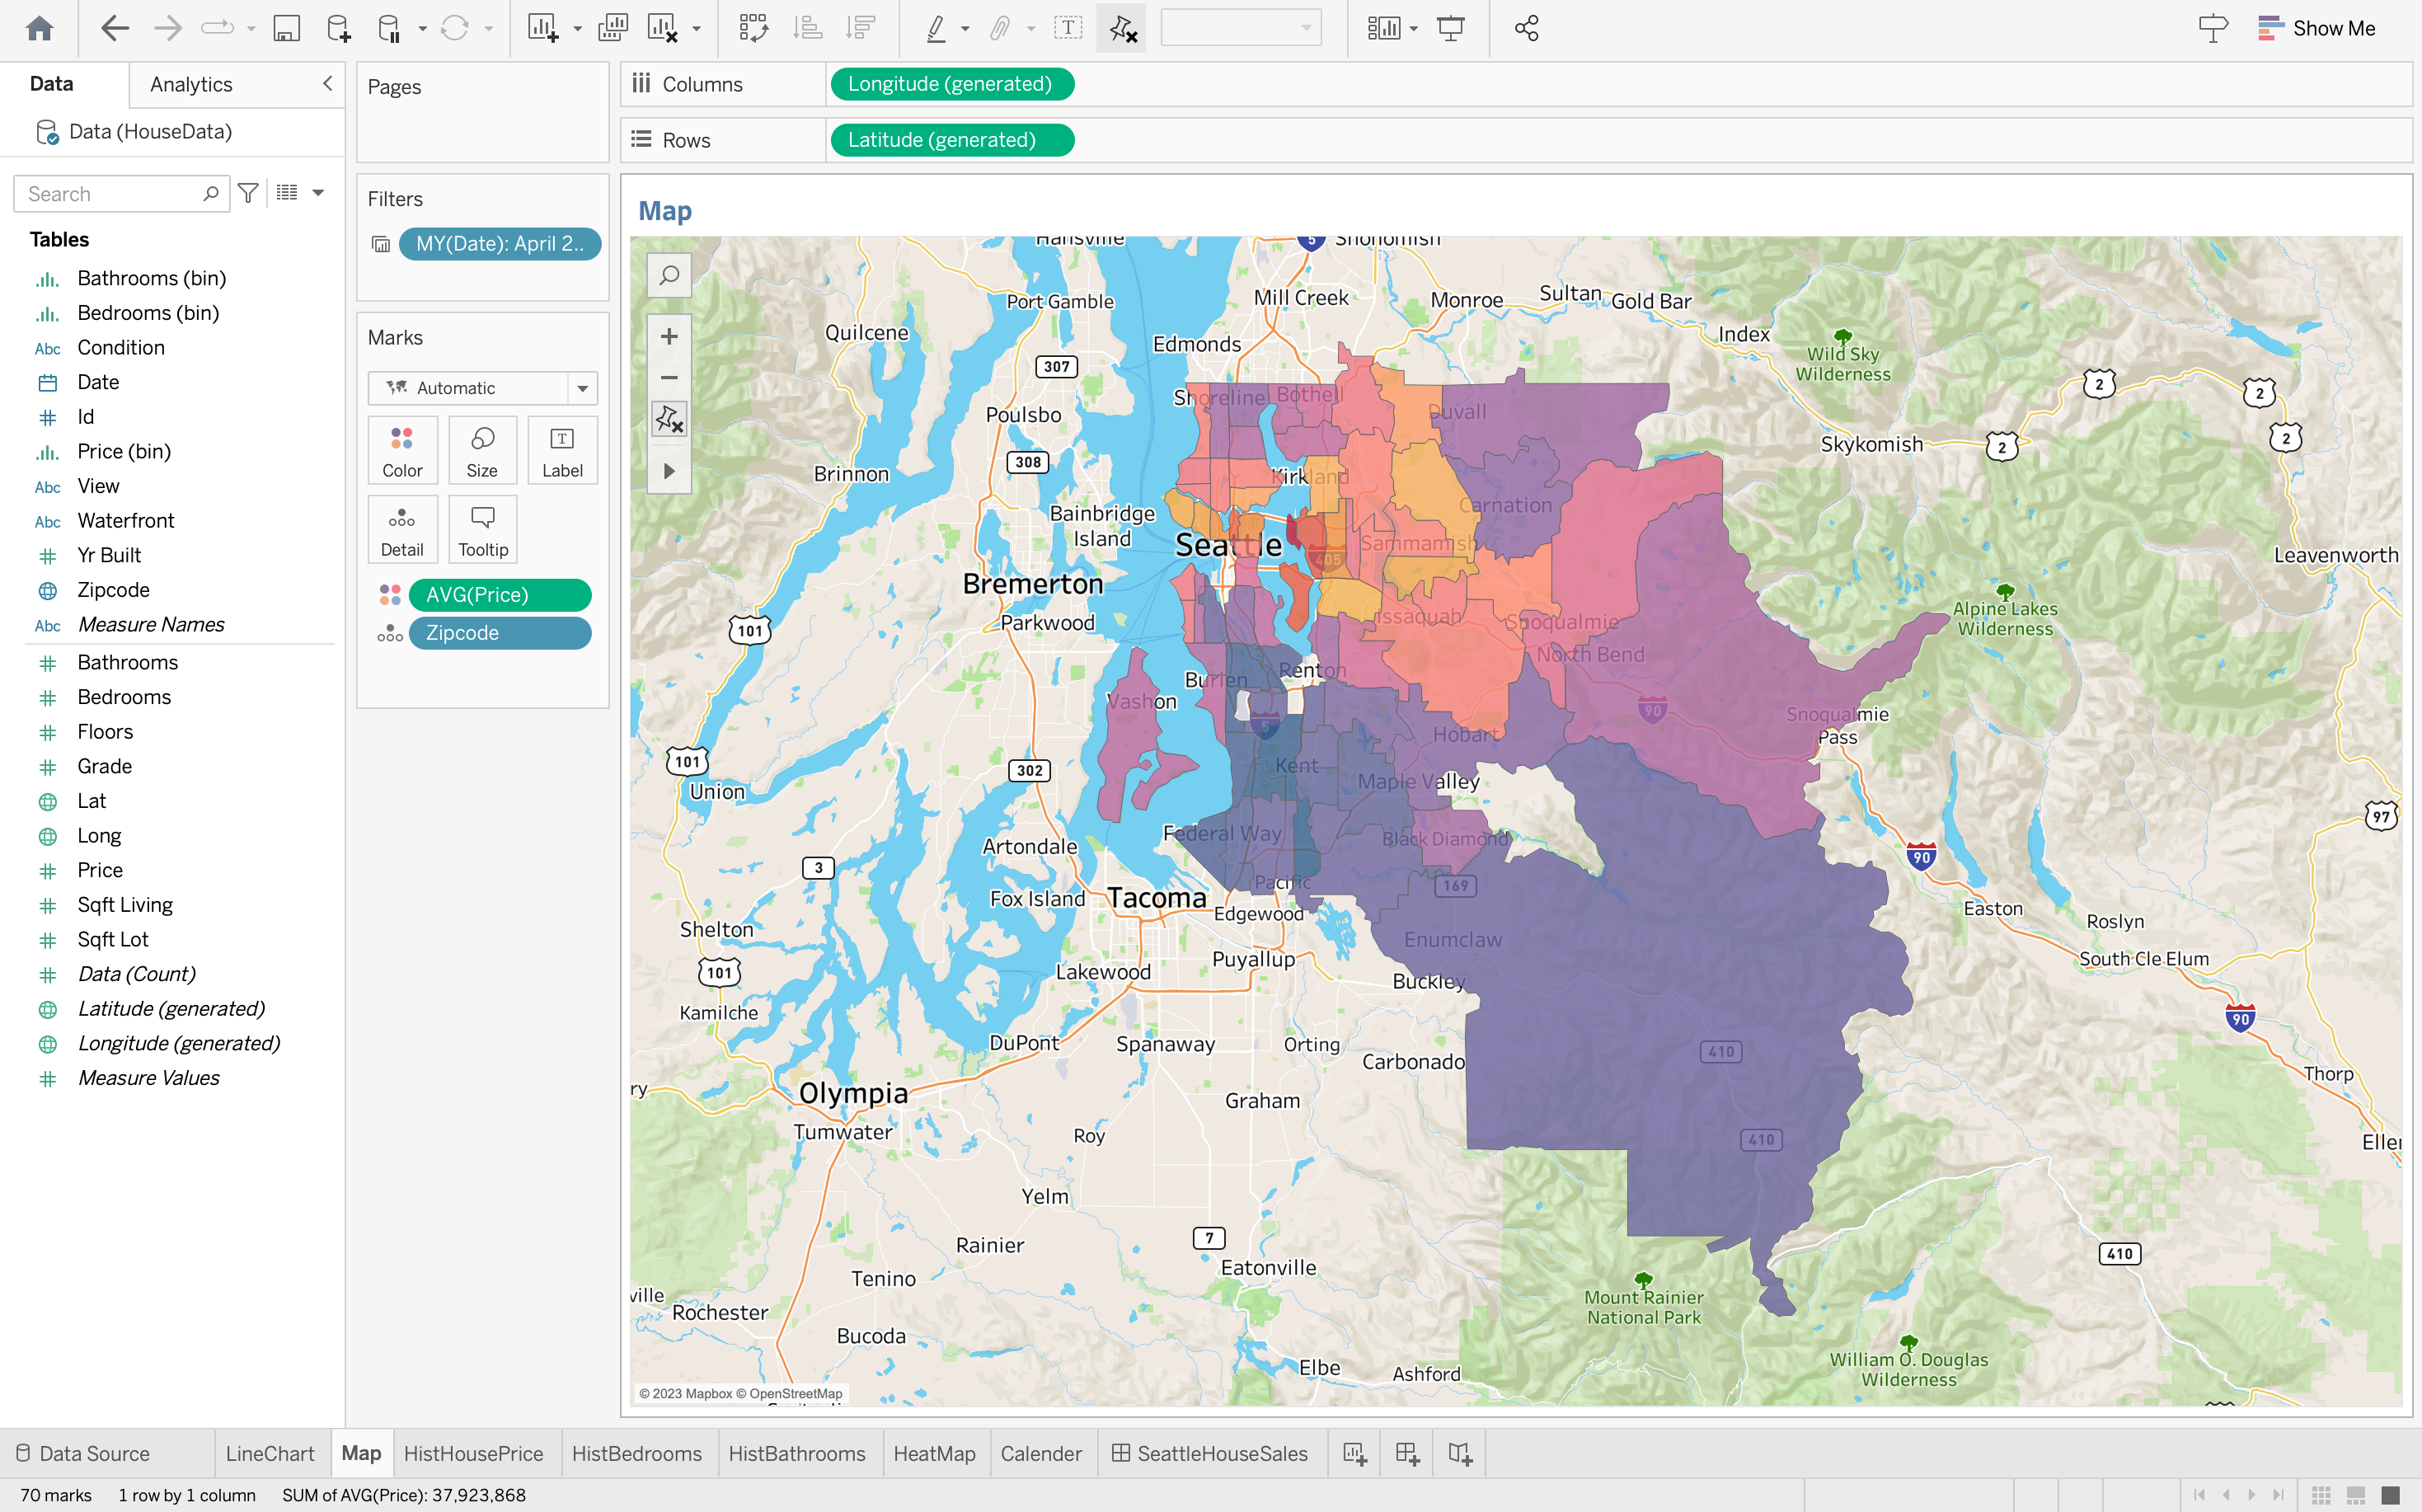 Show Me
Data
Analytics
Pages
Columns
Longitude (generated)
Data (HouseData)
Rows
Latitude (generated)
Search
Filters
MY(Date): April 2..
Map
Tables
Bathrooms (bin)
Bedrooms (bin)
Abc Condition
Date
Id
Price (bin)
Abc View
Abc Waterfront
Yr Built
Zipcode
Abc Measure Names
Bathrooms
Bedrooms
Floors
Grade
Lat
Long
Price
Sqft Living
Sqft Lot
Data (Count)
Latitude (generated)
Longitude (generated)
Measure Values
Marks
Automatic
Color
Size
T
Label
Detail
Tooltip
AVG(Price)
Zipcode
Hansville
5
Snohomish
Port Gamble
Mill Creek
Monroe
Sultan
Gold Bar
Quilcene
Edmonds
Index
Wild Sky
Wilderness
307
2
2
Shoreline
Bothell
Duvall
Poulsbo
2
2
Skykomish
308
Brinnon
Kirkland
Carnation
Bainbridge
Island
Seattle
Sammamish
405
Leavenworth
Bremerton
Alpine Lakes
Wilderness
Parkwood
101
Issaquah
Snoqualmie
North Bend
Renton
Burien
Vashon
90
Snoqualmie
Pass
5
Hobart
101
302
Kent
Maple Valley
Union
97
Federal Way
Black Diamond
Artondale
3
90
Pacific
169
Fox Island
Tacoma
Edgewood
Easton
Roslyn
Shelton
Enumclaw
Puyallup
South Cle Elum
101
Lakewood
Buckley
Kamilche
90
DuPont
Spanaway
Orting
Carbonado
410
Thorp
ry
Olympia
Graham
Tumwater
Roy
410
Eller
Yelm
7
Rainier
410
Eatonville
Tenino
ville
Rochester
Mount Rainier
National Park
Bucoda
William O. Douglas
Wilderness
Elbe
Ashford
© 2023 Mapbox © OpenStreetMap
Data Source
LineChart
Map
HistHousePrice
HistBedrooms
HistBathrooms
HeatMap
Calender
SeattleHouseSales
70 marks
1 row by 1 column
SUM of AVG(Price): 37,923,868